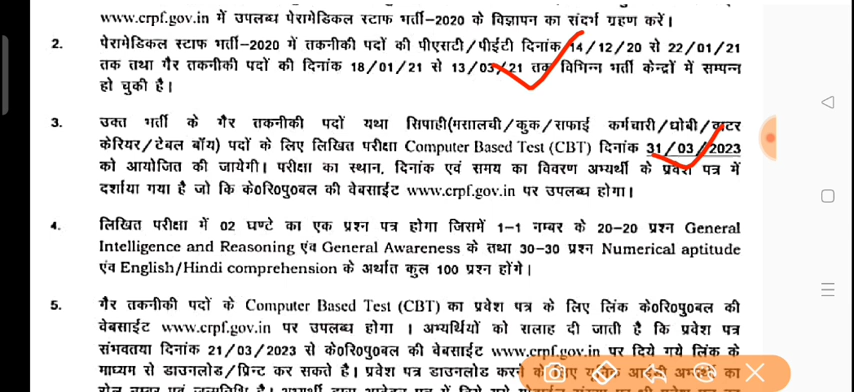 www.crpf.gov.in में उपलब्ध पेरामेडिकल स्टाफ भर्ती–2020 के विज्ञापन का संदर्भ ग्रहण करें।
2. पेरामेडिकल स्टाफ भर्ती–2020 में तकनीकी पदों की पीएसटी/पीईटी दिनांक 14/12/20 से 22/01/21
तक तथा गैर तकनीकी पदों की दिनांक 18/01/21 से 13/03/21 तक विभिन्न भर्ती केन्द्रों में सम्पन्न
हो चुकी है।
3. उक्त भर्ती के गैर तकनीकी पदों यथा सिपाही(मसालची/कुक/सफाई कर्मचारी/धोबी/वाटर
केरियर/टेबल बॉय) पदों के लिए लिखित परीक्षा Computer Based Test (CBT) दिनांक 31/03/2023
को आयोजित की जायेगी। परीक्षा का स्थान, दिनांक एवं समय का विवरण अभ्यर्थी के प्रवेश पत्र में
दर्शाया गया है जो कि के०रि०पु०बल की वेबसाईट www.crpf.gov.in पर उपलब्ध होगा।
4. लिखित परीक्षा में 02 घण्टे का एक प्रश्न पत्र होगा जिसमें 1–1 नम्बर के 20–20 प्रश्न General
Intelligence and Reasoning एंव General Awareness के तथा 30–30 प्रश्न Numerical aptitude
एंव English/Hindi comprehension के अर्थात कुल 100 प्रश्न होंगे।
5. गैर तकनीकी पदों के Computer Based Test (CBT) का प्रवेश पत्र के लिए लिंक के०रि०पु०बल की
वेबसाईट www.crpf.gov.in पर उपलब्ध होगा । अभ्यर्थियों को सलाह दी जाती है कि प्रवेश पत्र
संभवतया दिनांक 21/03/2023 से के०रि०पु०बल की वेबसाईट www.crpf.gov.in पर दिये गये लिंक के
माध्यम से डाउनलोड/प्रिन्ट कर सकते है। प्रवेश पत्र डाउनलोड करने के लिए यूजर आईडी अभ्यर्थी का